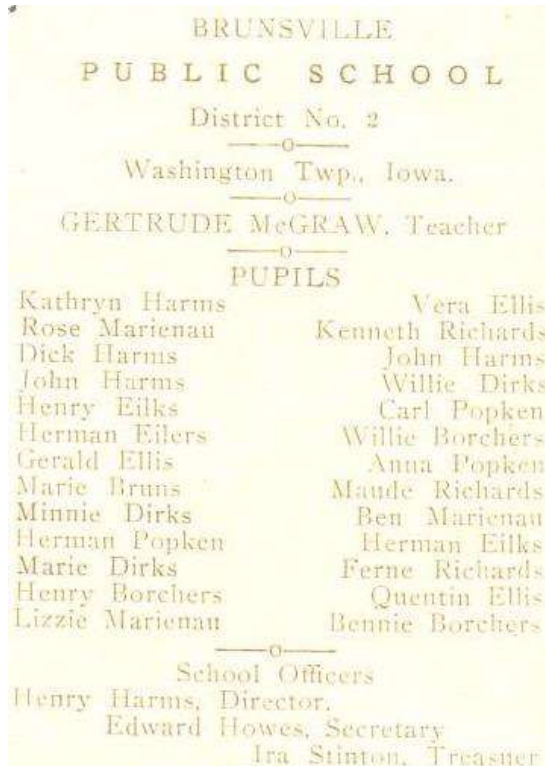 BRUNSVILLE
PUBLIC SCHOOL
District No. 2
Washington Twp., Iowa.
GERTRUDE McGRAW, Teacher
PUPILS
Kathryn Harms Vera Ellis
Rose Marienau Kenneth Richards
Dick Harms John Harms
John Harms Willie Dirks
Henry Eilks Carl Popken
Herman Eilers Willie Borchers
Gerald Ellis Anna Popken
Marie Bruns Maude Richards
Minnie Dirks Ben Marienau
Herman Popken Herman Eilks
Marie Dirks Ferne Richards
Henry Borchers Quentin Ellis
Lizzie Marienau Bennie Borchers
School Officers
Henry Harms, Director,
Edward Howes, Secretary
Ira Stinton, Treasuer